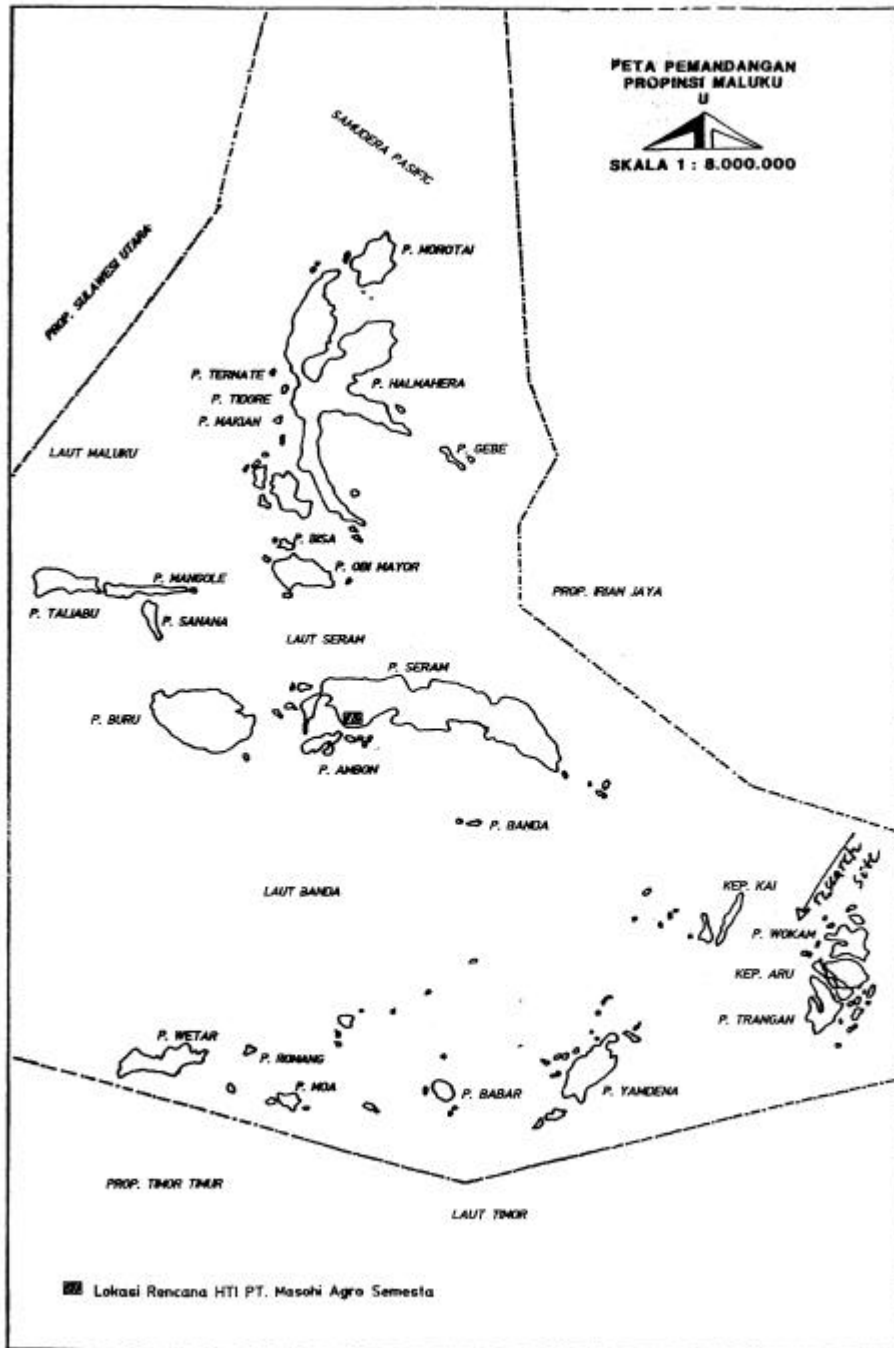 PETA PEMANDANGAN
PROPINSI MALUKU
U
SKALA 1 : 8.000.000
SAMUDERA PASIFIC
PROP. SULAWESI UTARA
P. MOROTAI
P. TERNATE
P. HALMAHERA
P. TIDORE
P. MAKIAN
LAUT MALUKU
P. GEBE
P. BISA
P. OBI MAYOR
P. MANGOLE
P. TALIABU
P. SANANA
PROP. IRIAN JAYA
LAUT SERAM
P. SERAM
P. BURU
P. AMBON
P. BANDA
research
site
LAUT BANDA
KEP. KAI
P. WOKAM
KEP. ARU
P. TRANGAN
P. WETAR
P. ROMANG
P. MOA
P. BABAR
P. YAMDENA
PROP. TIMOR TIMUR
LAUT TIMOR
Lokasi Rencana HTI PT. Masohi Agro Semesta